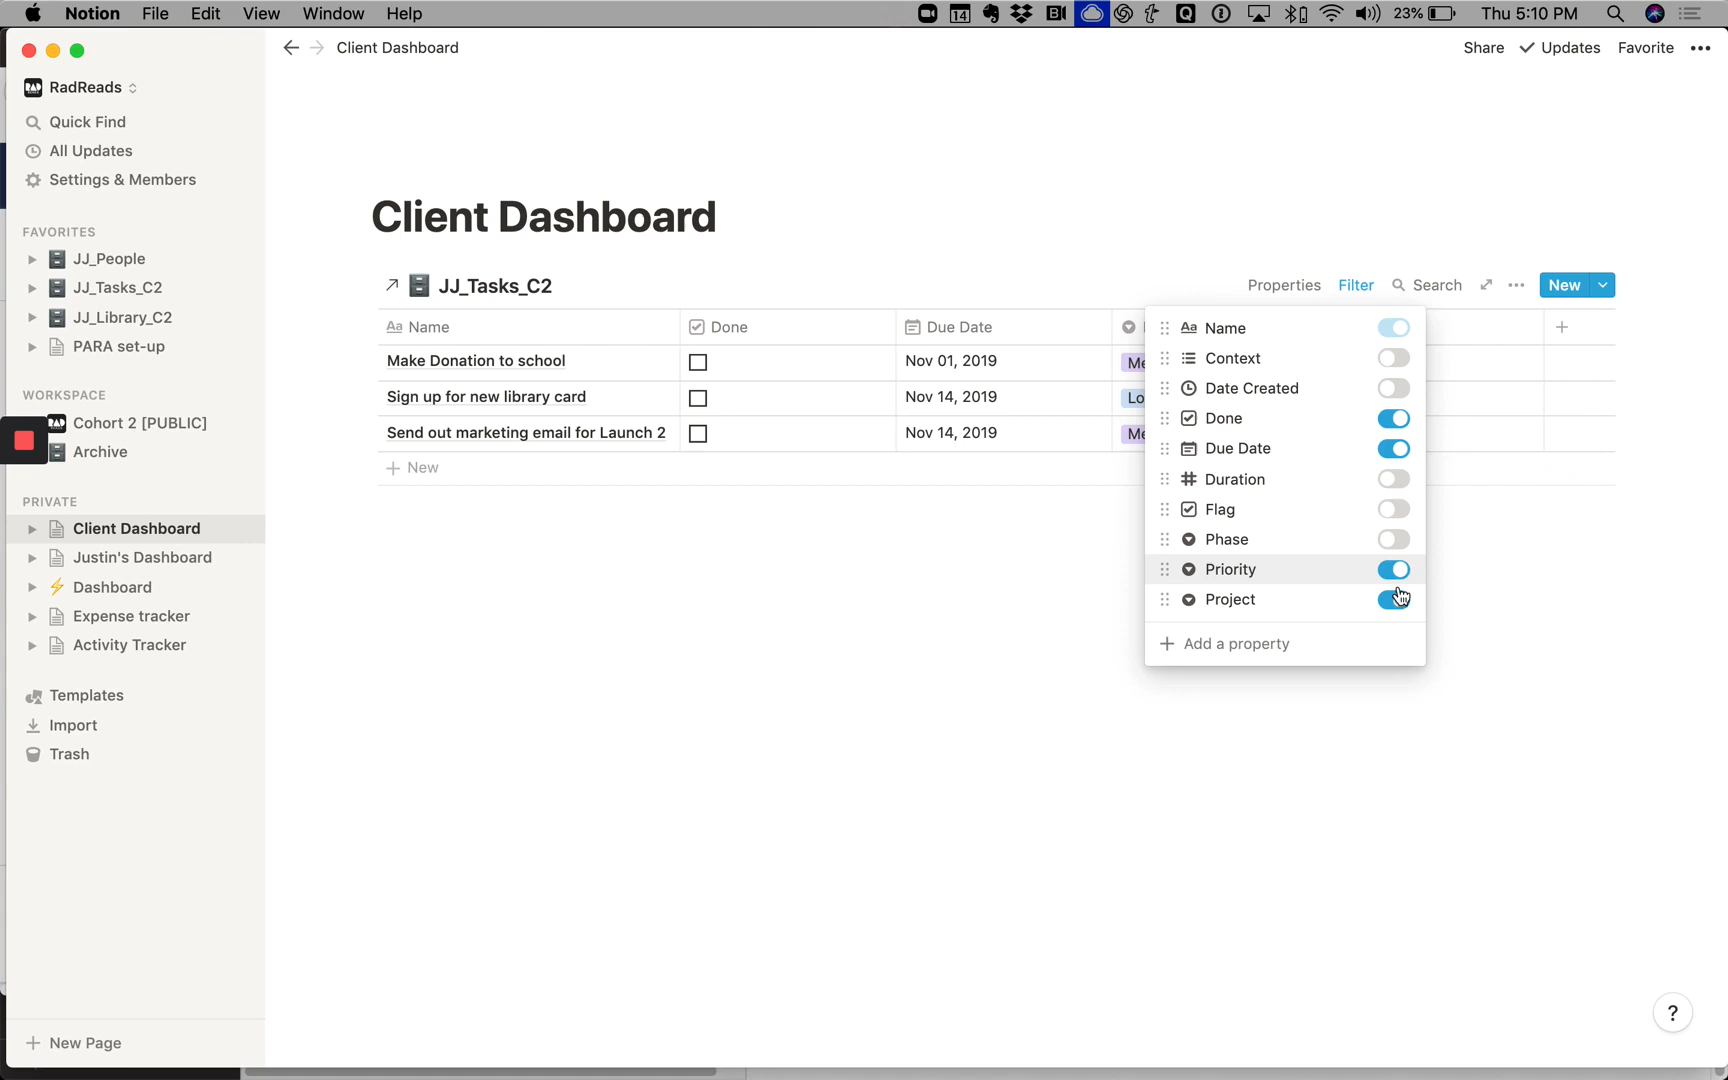 Notion File Edit View Window Help 14 23% Thu 5:10 PM
Client Dashboard Share Updates Favorite
RadReads
Quick Find
All Updates
Settings & Members
FAVORITES
JJ_People
JJ_Tasks_C2
JJ_Library_C2
PARA set-up
WORKSPACE
Cohort 2 [PUBLIC]
Archive
PRIVATE
Client Dashboard
Justin's Dashboard
Dashboard
Expense tracker
Activity Tracker
Templates
Import
Trash
New Page
Client Dashboard
JJ_Tasks_C2 Properties Filter Search New
Aa Name Done Due Date
Make Donation to school Nov 01, 2019 Me
Sign up for new library card Nov 14, 2019 Lo
Send out marketing email for Launch 2 Nov 14, 2019 Me
New
Aa Name
Context
Date Created
Done
Due Date
# Duration
Flag
Phase
Priority
Project
Add a property
?